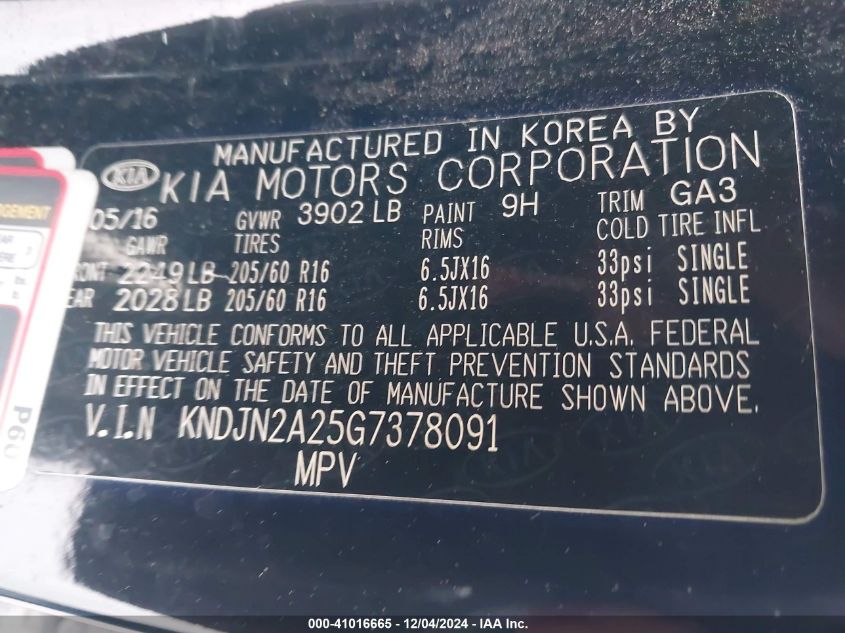 MANUFACTURED IN KOREA BY
KIA KIA MOTORS CORPORATION
05/16 GVWR 3902 LB PAINT 9H TRIM GA3
GAWR TIRES RIMS COLD TIRE INFL
RONT 2249 LB 205/60 R16 6.5JX16 33psi SINGLE
EAR 2028 LB 205/60 R16 6.5JX16 33psi SINGLE
THIS VEHICLE CONFORMS TO ALL APPLICABLE U.S.A. FEDERAL
MOTOR VEHICLE SAFETY AND THEFT PREVENTION STANDARDS
IN EFFECT ON THE DATE OF MANUFACTURE SHOWN ABOVE.
V.I.N KNDJN2A25G7378091
MPV
P60
000-41016665 - 12/04/2024 - IAA Inc.